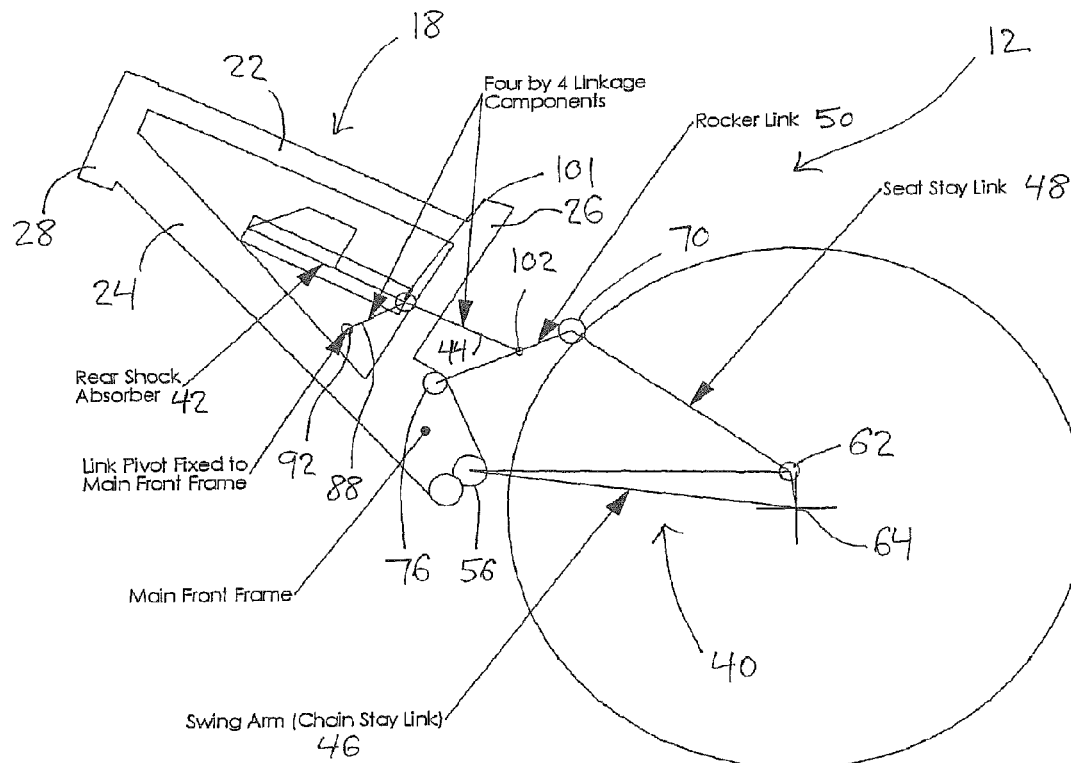 18
12
22
Four by 4 Linkage
Components
Rocker Link 50
101
26
Seat Stay Link 48
28
70
24
102
44
Rear Shock
Absorber 42
62
Link Pivot Fixed to
Main Front Frame
92
88
64
76
56
Main Front Frame
40
Swing Arm (Chain Stay Link)
46